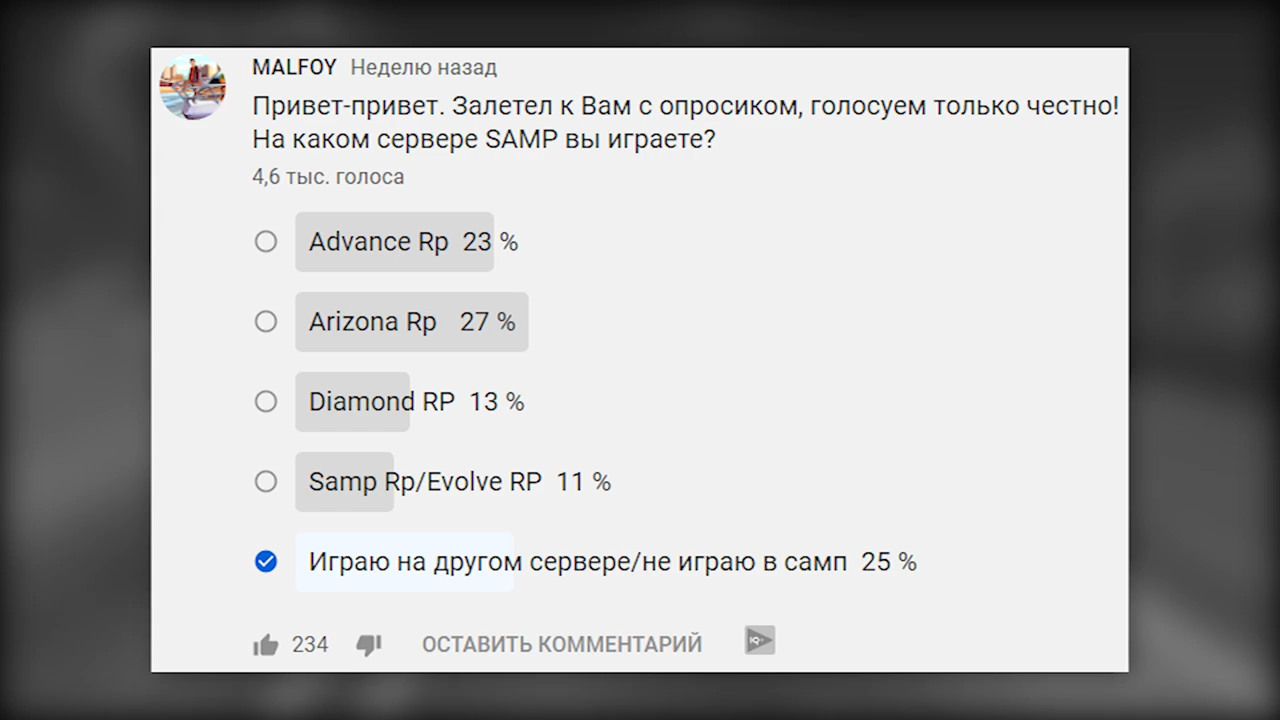 MALFOY Неделю назад
Привет-привет. Залетел к Вам с опросиком, голосуем только честно!
На каком сервере SAMP вы играете?
4,6 тыс. голоса
Advance Rp 23 %
Arizona Rp 27 %
Diamond RP 13 %
Samp Rp/Evolve RP 11 %
Играю на другом сервере/не играю в самп 25 %
234 ОСТАВИТЬ КОММЕНТАРИЙ IQ